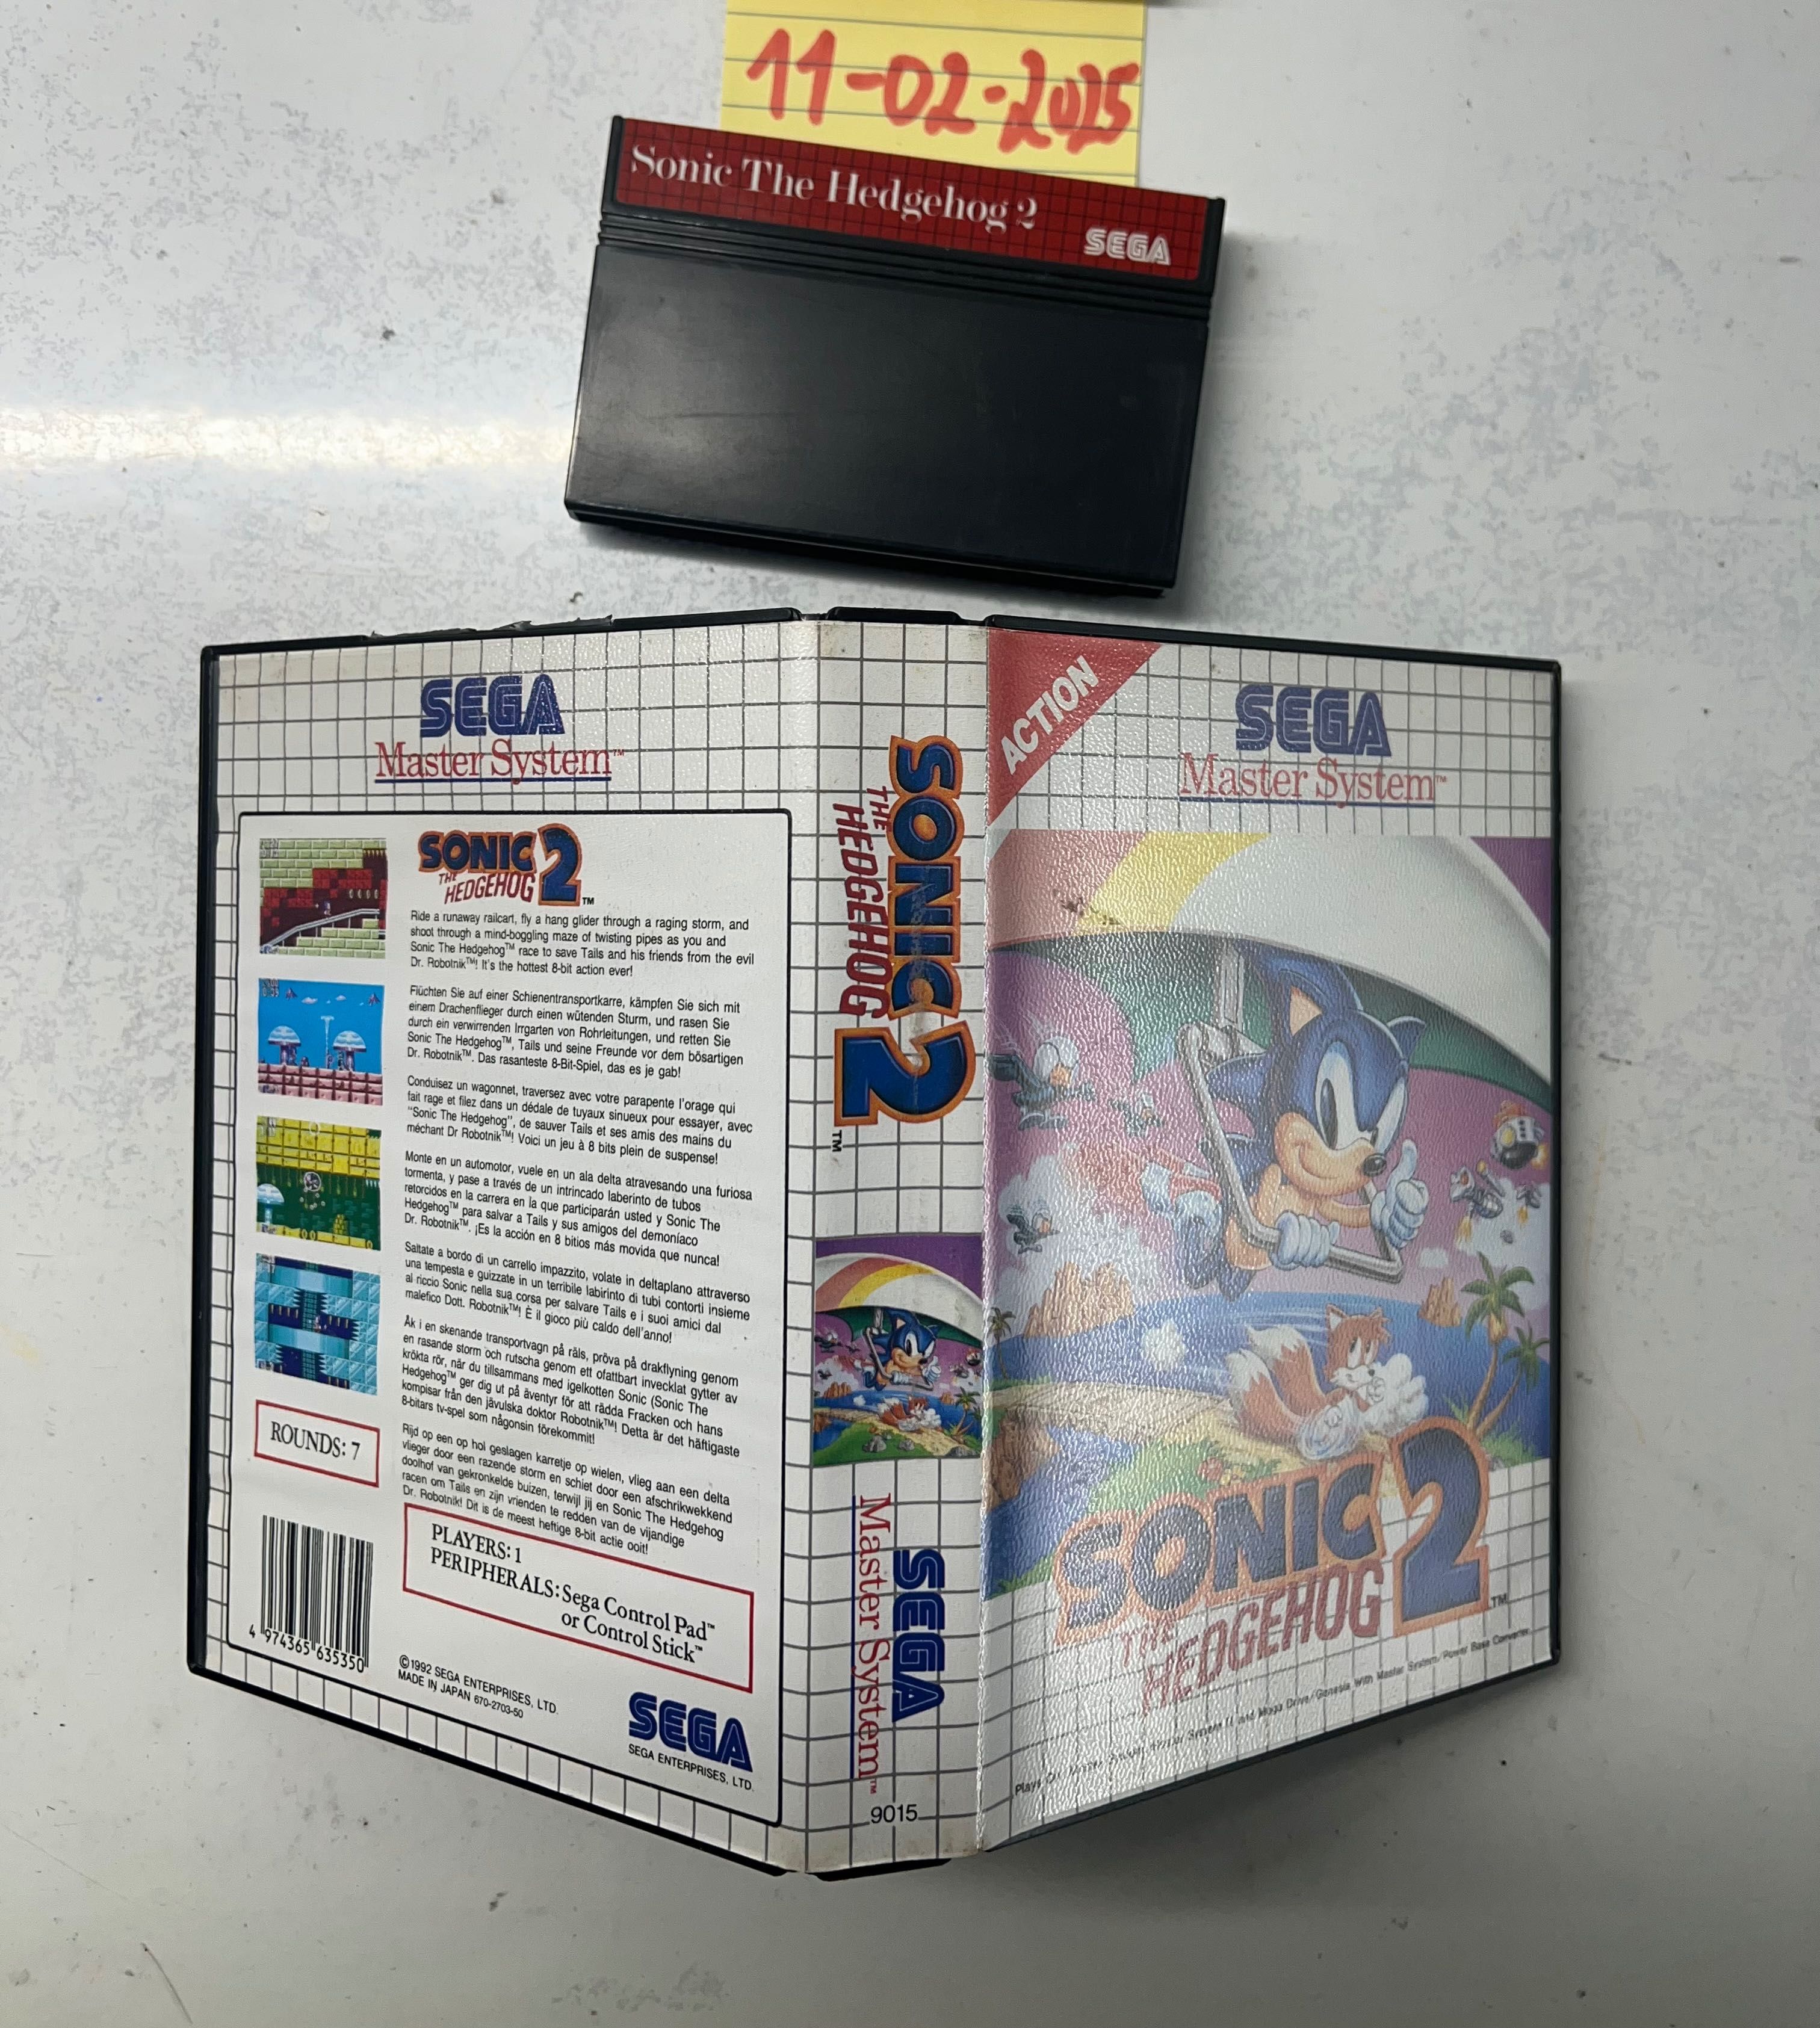 11-02-2025
Sonic The Hedgehog 2
SEGA
SEGA
Master System™
SONIC
THE
HEDGEHOG 2™
Ride a runaway railcart, fly a hang glider through a raging storm, and
shoot through a mind-boggling maze of twisting pipes as you and
Sonic The Hedgehog™ race to save Tails and his friends from the evil
Dr. Robotnik™! It's the hottest 8-bit action ever!
Flüchten Sie auf einer Schienentransportkarre, kämpfen Sie sich mit
einem Drachenflieger durch einen wütenden Sturm, und rasen Sie
durch ein verwirrenden Irrgarten von Rohrleitungen, und retten Sie
Sonic The Hedgehog™, Tails und seine Freunde vor dem bösartigen
Dr. Robotnik™. Das rasanteste 8-Bit-Spiel, das es je gab!
Conduisez un wagonnet, traversez avec votre parapente l'orage qui
fait rage et filez dans un dédale de tuyaux sinueux pour essayer, avec
"Sonic The Hedgehog", de sauver Tails et ses amis des mains du
méchant Dr Robotnik™! Voici un jeu à 8 bits plein de suspense!
Monte en un automotor, vuele en un ala delta atravesando una furiosa
tormenta, y pase a través de un intrincado laberinto de tubos
retorcidos en la carrera en la que participarán usted y Sonic The
Hedgehog™ para salvar a Tails y sus amigos del demoníaco
Dr. Robotnik™. ¡Es la acción en 8 bitios más movida que nunca!
Saltate a bordo di un carrello impazzito, volate in deltaplano attraverso
una tempesta e guizzate in un terribile labirinto di tubi contorti insieme
al riccio Sonic nella sua corsa per salvare Tails e i suoi amici dal
malefico Dott. Robotnik™! È il gioco più caldo dell'anno!
Åk i en skenande transportvagn på räls, pröva på drakflyning genom
en rasande storm och rutscha genom ett ofattbart invecklat gytter av
krökta rör, när du tillsammans med igelkotten Sonic (Sonic The
Hedgehog™ ger dig ut på äventyr för att rädda Fracken och hans
kompisar från den jävulska doktor Robotnik™! Detta är det häftigaste
8-bitars tv-spel som någonsin förekommit!
Rijd op een op hol geslagen karretje op wielen, vlieg aan een delta
vlieger door een razende storm en schiet door een afschrikwekkend
doolhof van gekronkelde buizen, terwijl jij en Sonic The Hedgehog
racen om Tails en zijn vrienden te redden van de vijandige
Dr. Robotnik! Dit is de meest heftige 8-bit actie ooit!
ROUNDS: 7
PLAYERS: 1
PERIPHERALS: Sega Control Pad™
or Control Stick™
4 974365 635350
©1992 SEGA ENTERPRISES, LTD.
MADE IN JAPAN 670-2703-50
SEGA
SEGA ENTERPRISES, LTD.
SONIC
THE
HEDGEHOG 2™
SEGA
Master System™
9015
ACTION
SEGA
Master System™
SONIC
THE
HEDGEHOG 2™
Plays On Master System II and Mega Drive/Genesis With Master System/Power Base Converter.